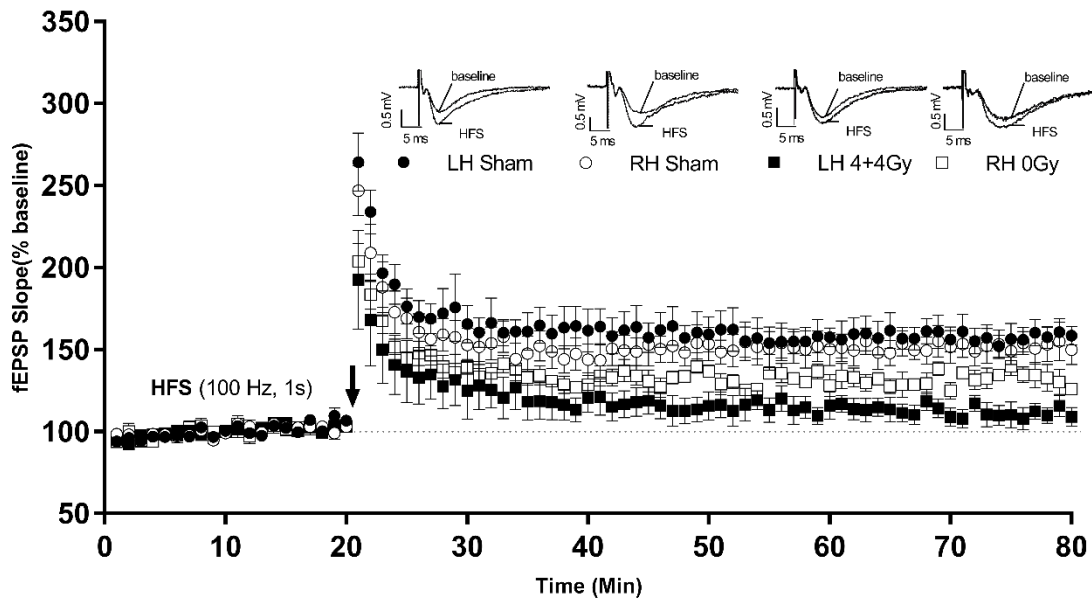 350
300
250
200
150
100
50
fEPSP Slope(% baseline)
baseline
HFS
0.5 mV
5 ms
baseline
HFS
0.5 mV
5 ms
baseline
HFS
0.5 mV
5 ms
baseline
HFS
0.5 mV
5 ms
LH Sham
RH Sham
LH 4+4Gy
RH 0Gy
HFS (100 Hz, 1s)
0 10 20 30 40 50 60 70 80
Time (Min)